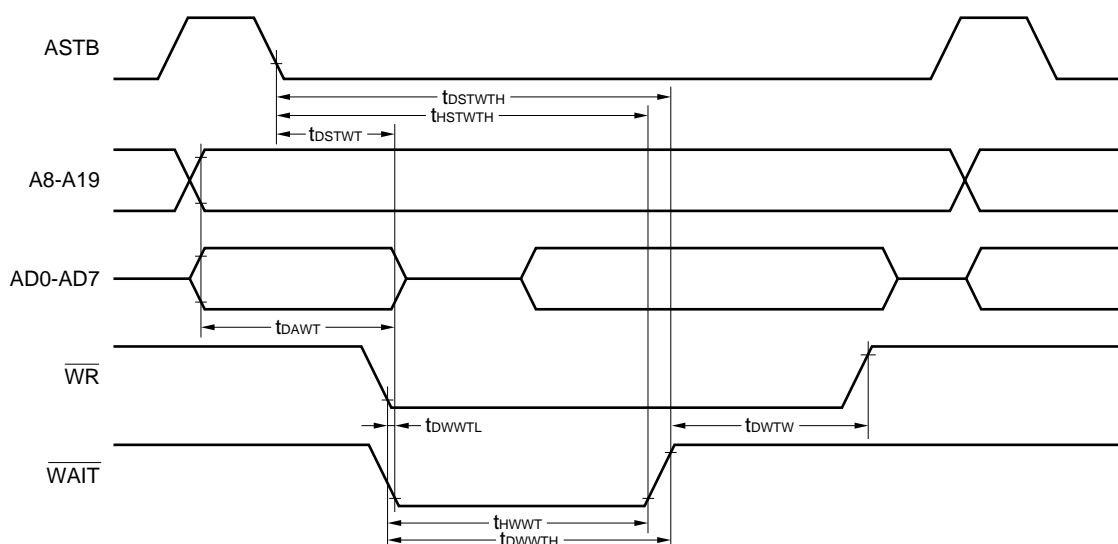 ASTB
tDSTWTH
tHSTWTH
tDSTWT
A8-A19
AD0-AD7
tDAWT
WR
tDWWTL
tDWTW
WAIT
tHWWT
tDWWTH